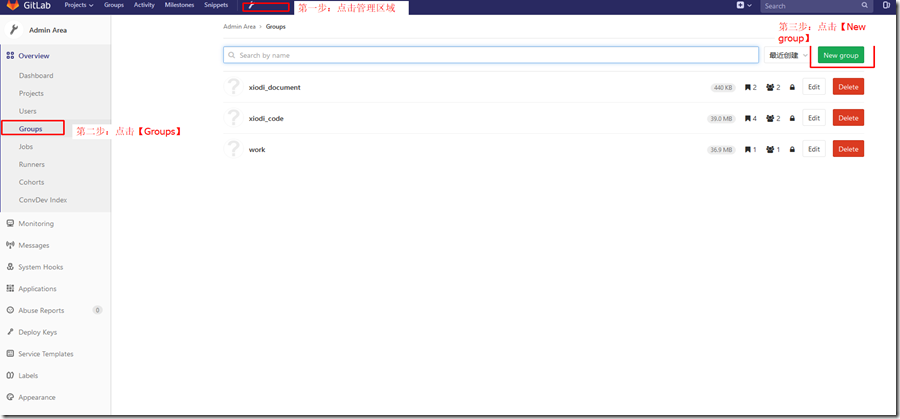 GitLab Projects Groups Activity Milestones Snippets Search
第一步：点击管理区域
Admin Area
Admin Area > Groups
第三步：点击【New
group】
Overview
Search by name
最近创建
New group
Dashboard
Projects
xiodi_document 440 KB 2 2 Edit Delete
Users
Groups
第二步：点击【Groups】
xiodi_code 39.0 MB 4 2 Edit Delete
Jobs
work 36.9 MB 1 1 Edit Delete
Runners
Cohorts
ConvDev Index
Monitoring
Messages
System Hooks
Applications
Abuse Reports 0
Deploy Keys
Service Templates
Labels
Appearance